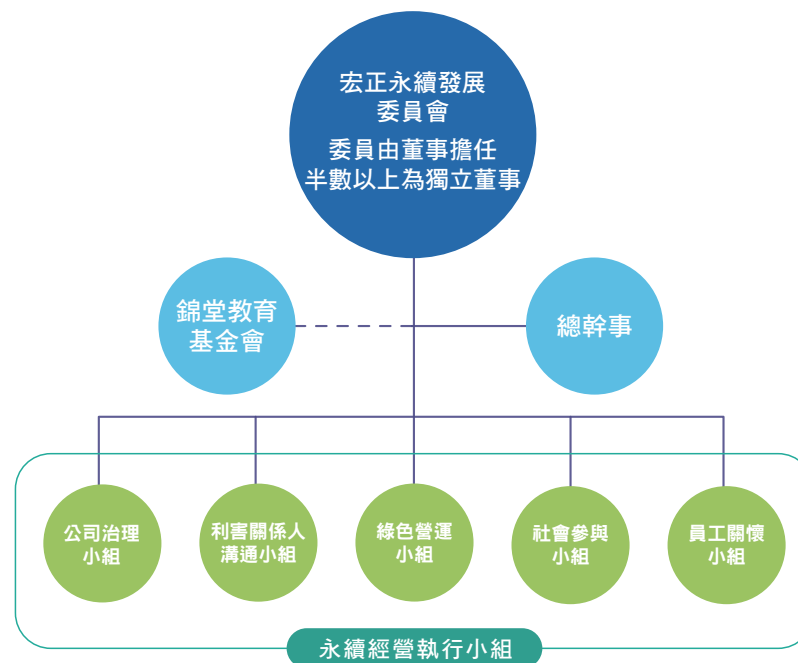 宏正永續發展
委員會
委員由董事擔任
半數以上為獨立董事
錦堂教育
基金會
總幹事
公司治理
小組
利害關係人
溝通小組
綠色營運
小組
社會參與
小組
員工關懷
小組
永續經營執行小組